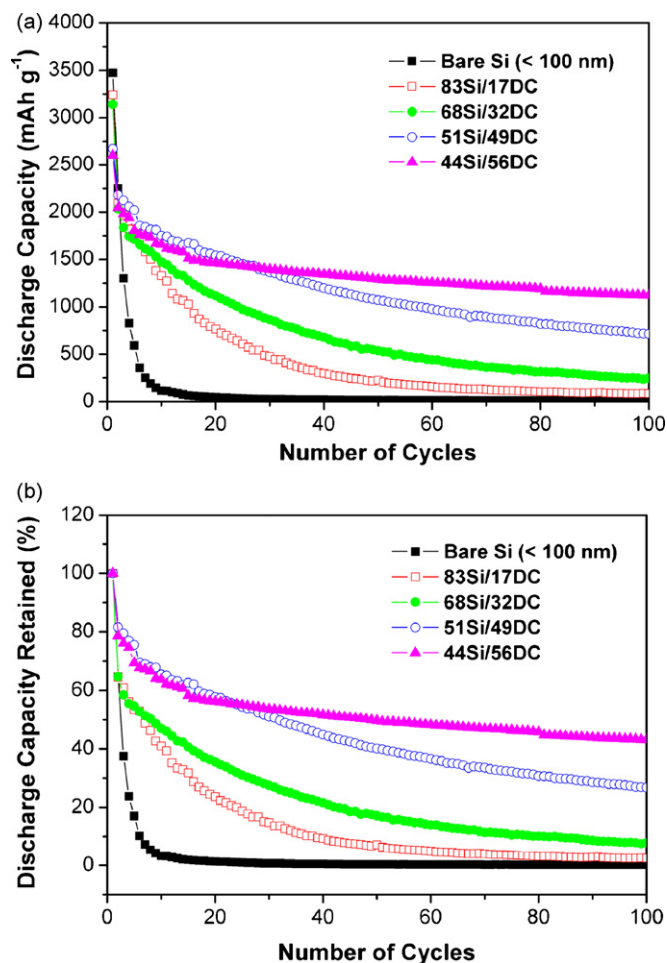 (a)
4000
3500
3000
2500
2000
1500
1000
500
0
Discharge Capacity (mAh g⁻¹)
Bare Si (< 100 nm)
83Si/17DC
68Si/32DC
51Si/49DC
44Si/56DC
0 20 40 60 80 100
Number of Cycles
(b)
120
100
80
60
40
20
0
Discharge Capacity Retained (%)
Bare Si (< 100 nm)
83Si/17DC
68Si/32DC
51Si/49DC
44Si/56DC
0 20 40 60 80 100
Number of Cycles